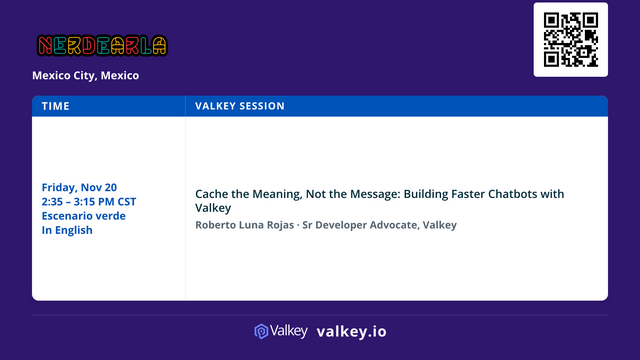 NERDEARLA
Mexico City, Mexico
TIME
VALKEY SESSION
Friday, Nov 20
2:35 – 3:15 PM CST
Escenario verde
In English
Cache the Meaning, Not the Message: Building Faster Chatbots with
Valkey
Roberto Luna Rojas · Sr Developer Advocate, Valkey
Valkey valkey.io